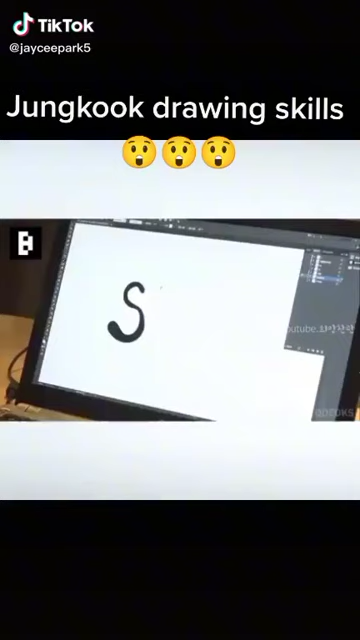 TikTok
@jayceepark5
Jungkook drawing skills
😲😲😲
B
S